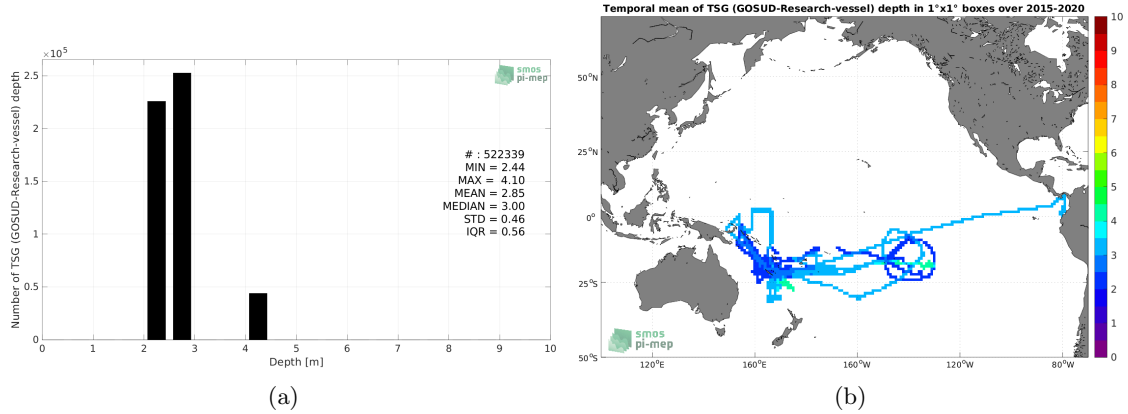 Temporal mean of TSG (GOSUD-Research-vessel) depth in 1°x1° boxes over 2015-2020
×10⁵
Number of TSG (GOSUD-Research-vessel) depth
2.5
2
1.5
1
0.5
0
0 1 2 3 4 5 6 7 8 9 10
Depth [m]
smos
pi-mep
# : 522339
MIN = 2.44
MAX = 4.10
MEAN = 2.85
MEDIAN = 3.00
STD = 0.46
IQR = 0.56
(a)
50°N
25°N
0°
25°S
50°S
120°E 160°E 160°W 120°W 80°W
smos
pi-mep
10
9
8
7
6
5
4
3
2
1
0
(b)